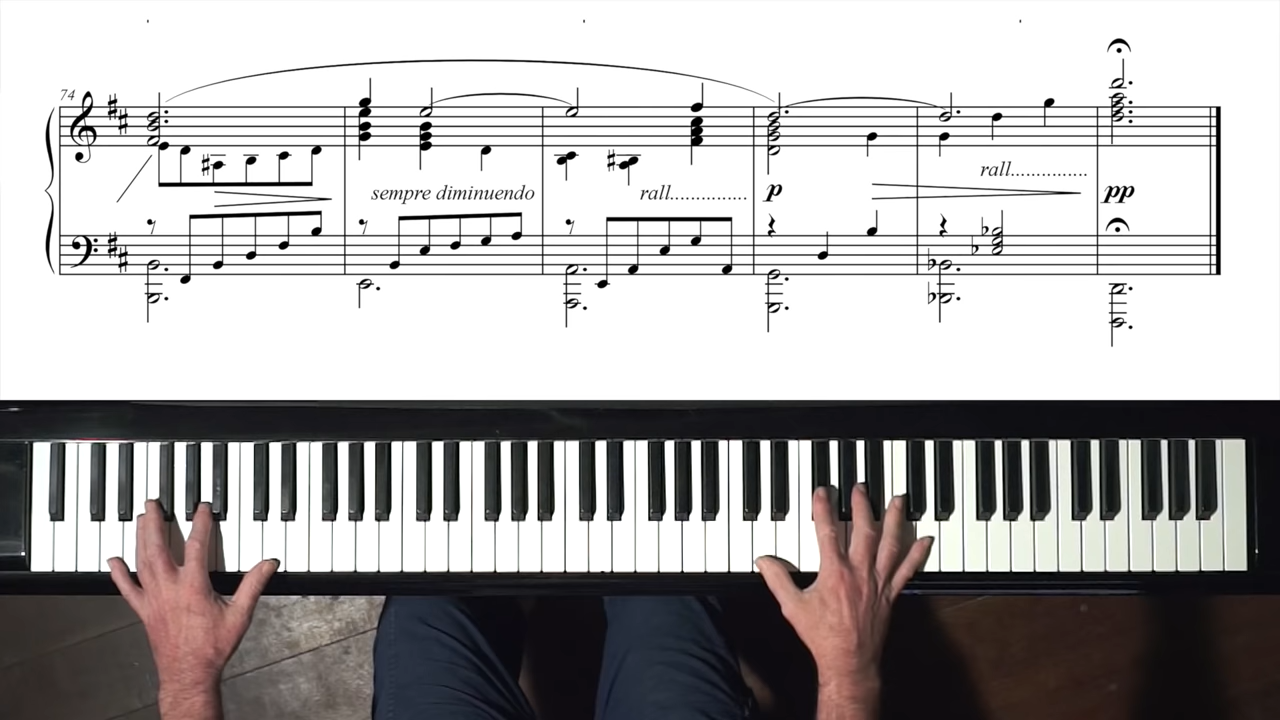 74
rall...............
sempre diminuendo
rall...............
p
pp